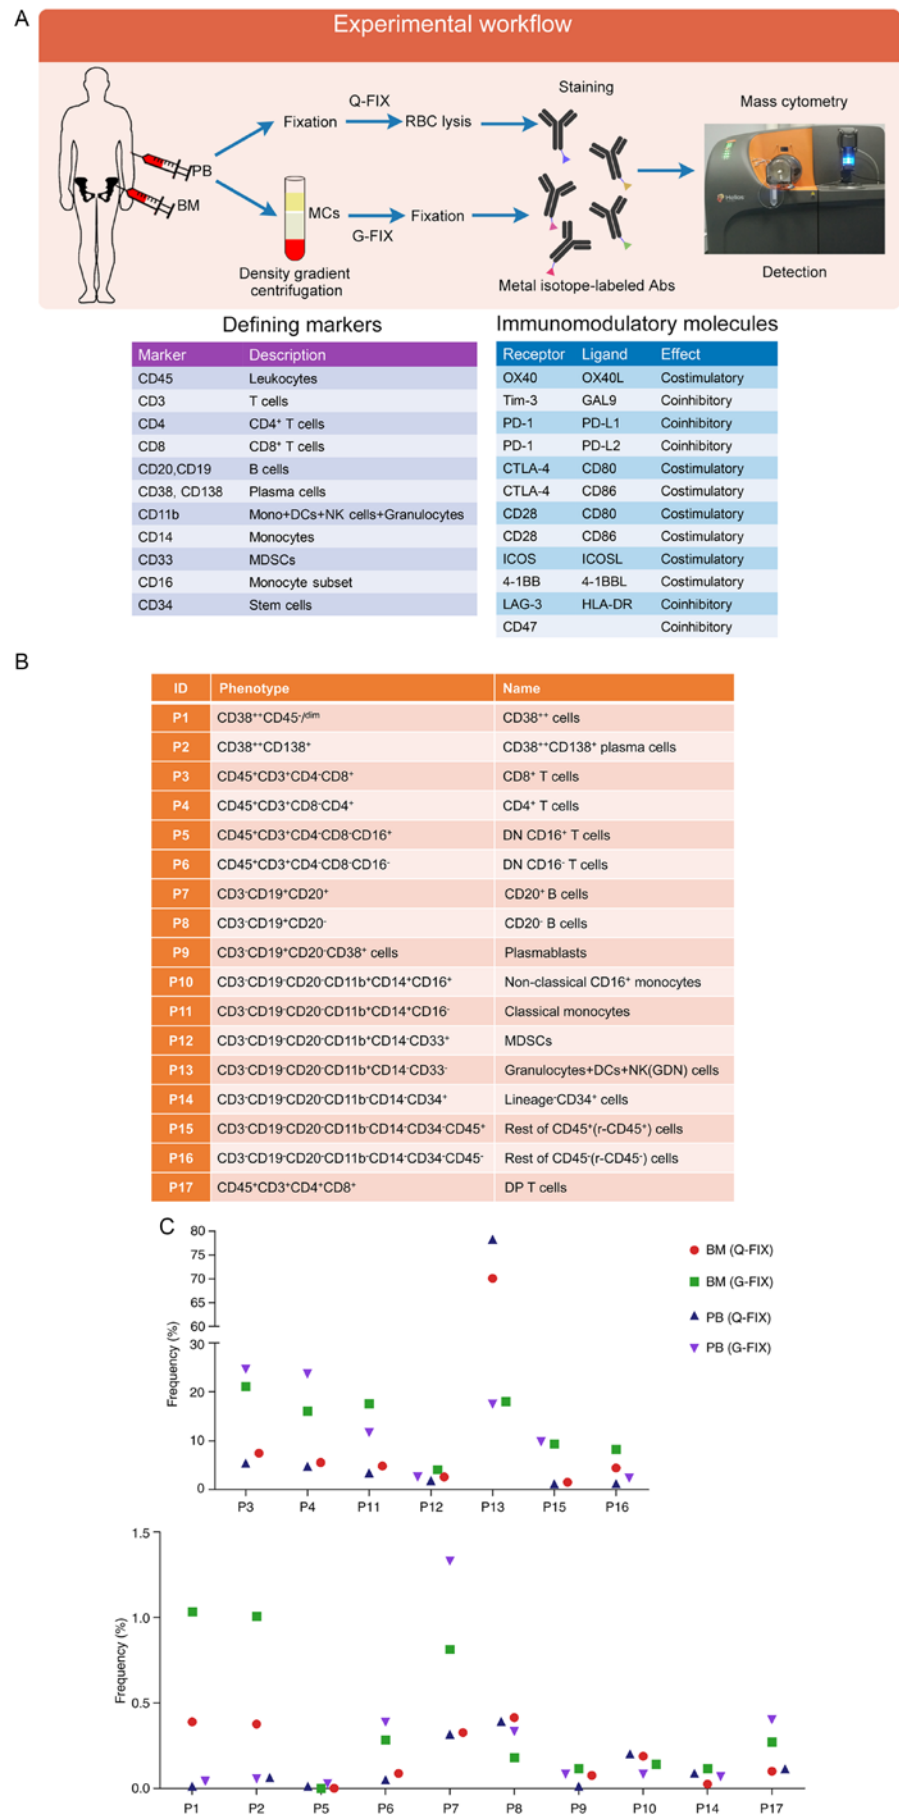 A
Experimental workflow
PB
BM
Fixation
Q-FIX
RBC lysis
Staining
Mass cytometry
MCs
G-FIX
Fixation
Density gradient
centrifugation
Metal isotope-labeled Abs
Helios
Detection
Defining markers
Marker Description
CD45 Leukocytes
CD3 T cells
CD4 CD4⁺ T cells
CD8 CD8⁺ T cells
CD20,CD19 B cells
CD38, CD138 Plasma cells
CD11b Mono+DCs+NK cells+Granulocytes
CD14 Monocytes
CD33 MDSCs
CD16 Monocyte subset
CD34 Stem cells
Immunomodulatory molecules
Receptor Ligand Effect
OX40 OX40L Costimulatory
Tim-3 GAL9 Coinhibitory
PD-1 PD-L1 Coinhibitory
PD-1 PD-L2 Coinhibitory
CTLA-4 CD80 Costimulatory
CTLA-4 CD86 Costimulatory
CD28 CD80 Costimulatory
CD28 CD86 Costimulatory
ICOS ICOSL Costimulatory
4-1BB 4-1BBL Costimulatory
LAG-3 HLA-DR Coinhibitory
CD47 Coinhibitory
B
ID Phenotype Name
P1 CD38⁺⁺CD45⁻/dim CD38⁺⁺ cells
P2 CD38⁺⁺CD138⁺ CD38⁺⁺CD138⁺ plasma cells
P3 CD45⁺CD3⁺CD4⁻CD8⁺ CD8⁺ T cells
P4 CD45⁺CD3⁺CD8⁻CD4⁺ CD4⁺ T cells
P5 CD45⁺CD3⁺CD4⁻CD8⁻CD16⁺ DN CD16⁺ T cells
P6 CD45⁺CD3⁺CD4⁻CD8⁻CD16⁻ DN CD16⁻ T cells
P7 CD3⁻CD19⁺CD20⁺ CD20⁺ B cells
P8 CD3⁻CD19⁺CD20⁻ CD20⁻ B cells
P9 CD3⁻CD19⁺CD20⁻CD38⁺ cells Plasmablasts
P10 CD3⁻CD19⁻CD20⁻CD11b⁺CD14⁺CD16⁺ Non-classical CD16⁺ monocytes
P11 CD3⁻CD19⁻CD20⁻CD11b⁺CD14⁺CD16⁻ Classical monocytes
P12 CD3⁻CD19⁻CD20⁻CD11b⁺CD14⁻CD33⁺ MDSCs
P13 CD3⁻CD19⁻CD20⁻CD11b⁺CD14⁻CD33⁻ Granulocytes+DCs+NK(GDN) cells
P14 CD3⁻CD19⁻CD20⁻CD11b⁻CD14⁻CD34⁺ Lineage⁻CD34⁺ cells
P15 CD3⁻CD19⁻CD20⁻CD11b⁻CD14⁻CD34⁻CD45⁺ Rest of CD45⁺(r-CD45⁺) cells
P16 CD3⁻CD19⁻CD20⁻CD11b⁻CD14⁻CD34⁻CD45⁻ Rest of CD45⁻(r-CD45⁻) cells
P17 CD45⁺CD3⁺CD4⁺CD8⁺ DP T cells
C
Frequency (%)
80
75
70
65
60
30
20
10
0
P3 P4 P11 P12 P13 P15 P16
BM (Q-FIX)
BM (G-FIX)
PB (Q-FIX)
PB (G-FIX)
Frequency (%)
1.5
1.0
0.5
0.0
P1 P2 P5 P6 P7 P8 P9 P10 P14 P17